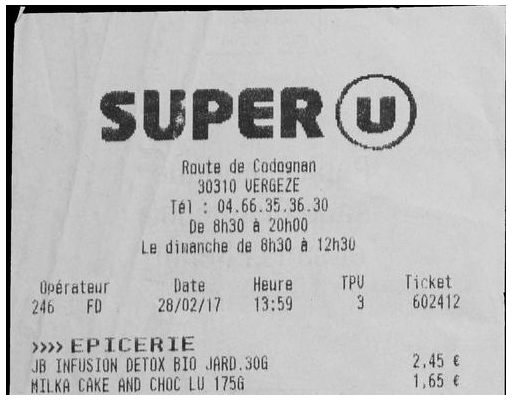 SUPER U
Route de Codognan
30310 VERGEZE
Tél : 04.66.35.36.30
De 8h30 à 20h00
Le dimanche de 8h30 à 12h30
Opérateur Date Heure TPV Ticket
246 FD 28/02/17 13:59 3 602412
>>>> EPICERIE
JB INFUSION DETOX BIO JARD.30G 2,45 €
MILKA CAKE AND CHOC LU 175G 1,65 €